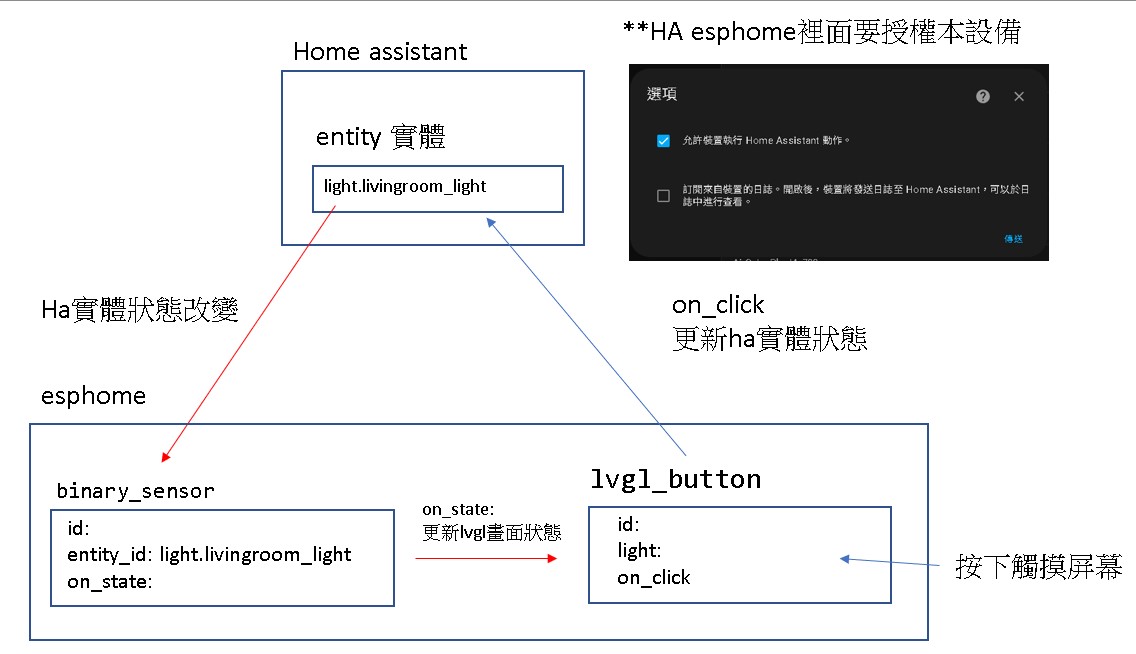 **HA esphome裡面要授權本設備
Home assistant
選項
entity 實體
允許裝置執行 Home Assistant 動作。
light.livingroom_light
訂閱來自裝置的日誌。開啟後，裝置將發送日誌至 Home Assistant，可以於日
誌中進行查看。
傳送
Ha實體狀態改變
on_click
更新ha實體狀態
esphome
binary_sensor
id:
entity_id: light.livingroom_light
on_state:
on_state:
更新lvgl畫面狀態
lvgl_button
id:
light:
on_click
按下觸摸屏幕